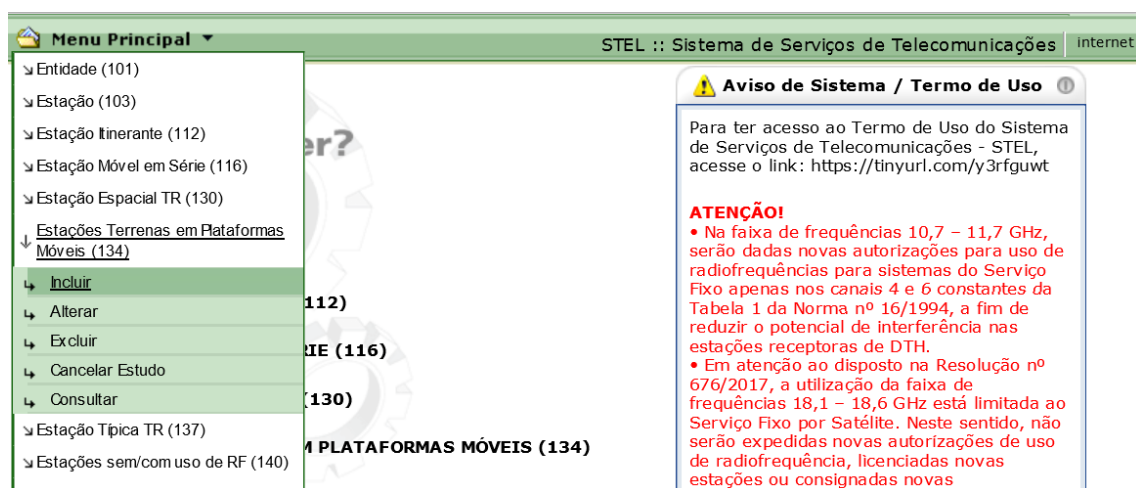 Menu Principal
STEL :: Sistema de Serviços de Telecomunicações
internet
Entidade (101)
Estação (103)
Estação Itinerante (112)
Estação Móvel em Série (116)
Estação Espacial TR (130)
Estações Terrenas em Plataformas
Móveis (134)
Incluir
Alterar
Excluir
Cancelar Estudo
Consultar
Estação Típica TR (137)
Estações sem/com uso de RF (140)
er?
112)
RIE (116)
(130)
M PLATAFORMAS MÓVEIS (134)
Aviso de Sistema / Termo de Uso
Para ter acesso ao Termo de Uso do Sistema
de Serviços de Telecomunicações - STEL,
acesse o link: https://tinyurl.com/y3rfguwt
ATENÇÃO!
• Na faixa de frequências 10,7 – 11,7 GHz,
serão dadas novas autorizações para uso de
radiofrequências para sistemas do Serviço
Fixo apenas nos canais 4 e 6 constantes da
Tabela 1 da Norma nº 16/1994, a fim de
reduzir o potencial de interferência nas
estações receptoras de DTH.
• Em atenção ao disposto na Resolução nº
676/2017, a utilização da faixa de
frequências 18,1 – 18,6 GHz está limitada ao
Serviço Fixo por Satélite. Neste sentido, não
serão expedidas novas autorizações de uso
de radiofrequência, licenciadas novas
estações ou consignadas novas